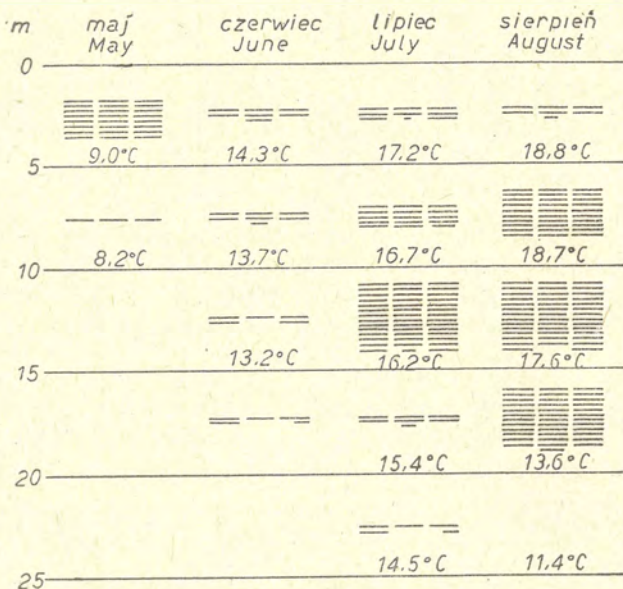 m maj czerwiec lipiec sierpień
May June July August
0
9,0°C 14,3°C 17,2°C 18,8°C
5
8,2°C 13,7°C 16,7°C 18,7°C
10
13,2°C 16,2°C 17,6°C
15
15,4°C 13,6°C
20
14,5°C 11,4°C
25